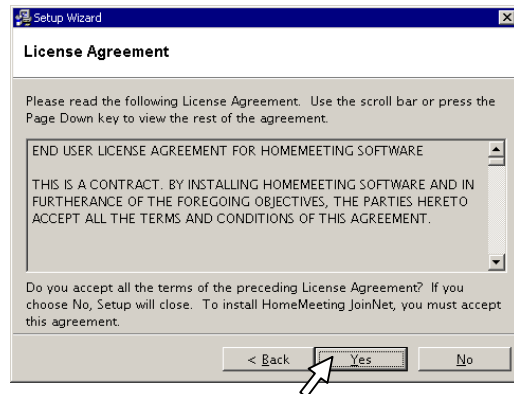 Setup Wizard
License Agreement
Please read the following License Agreement. Use the scroll bar or press the
Page Down key to view the rest of the agreement.
END USER LICENSE AGREEMENT FOR HOMEMEETING SOFTWARE
THIS IS A CONTRACT. BY INSTALLING HOMEMEETING SOFTWARE AND IN
FURTHERANCE OF THE FOREGOING OBJECTIVES, THE PARTIES HERETO
ACCEPT ALL THE TERMS AND CONDITIONS OF THIS AGREEMENT.
Do you accept all the terms of the preceding License Agreement? If you
choose No, Setup will close. To install HomeMeeting JoinNet, you must accept
this agreement.
< Back Yes No